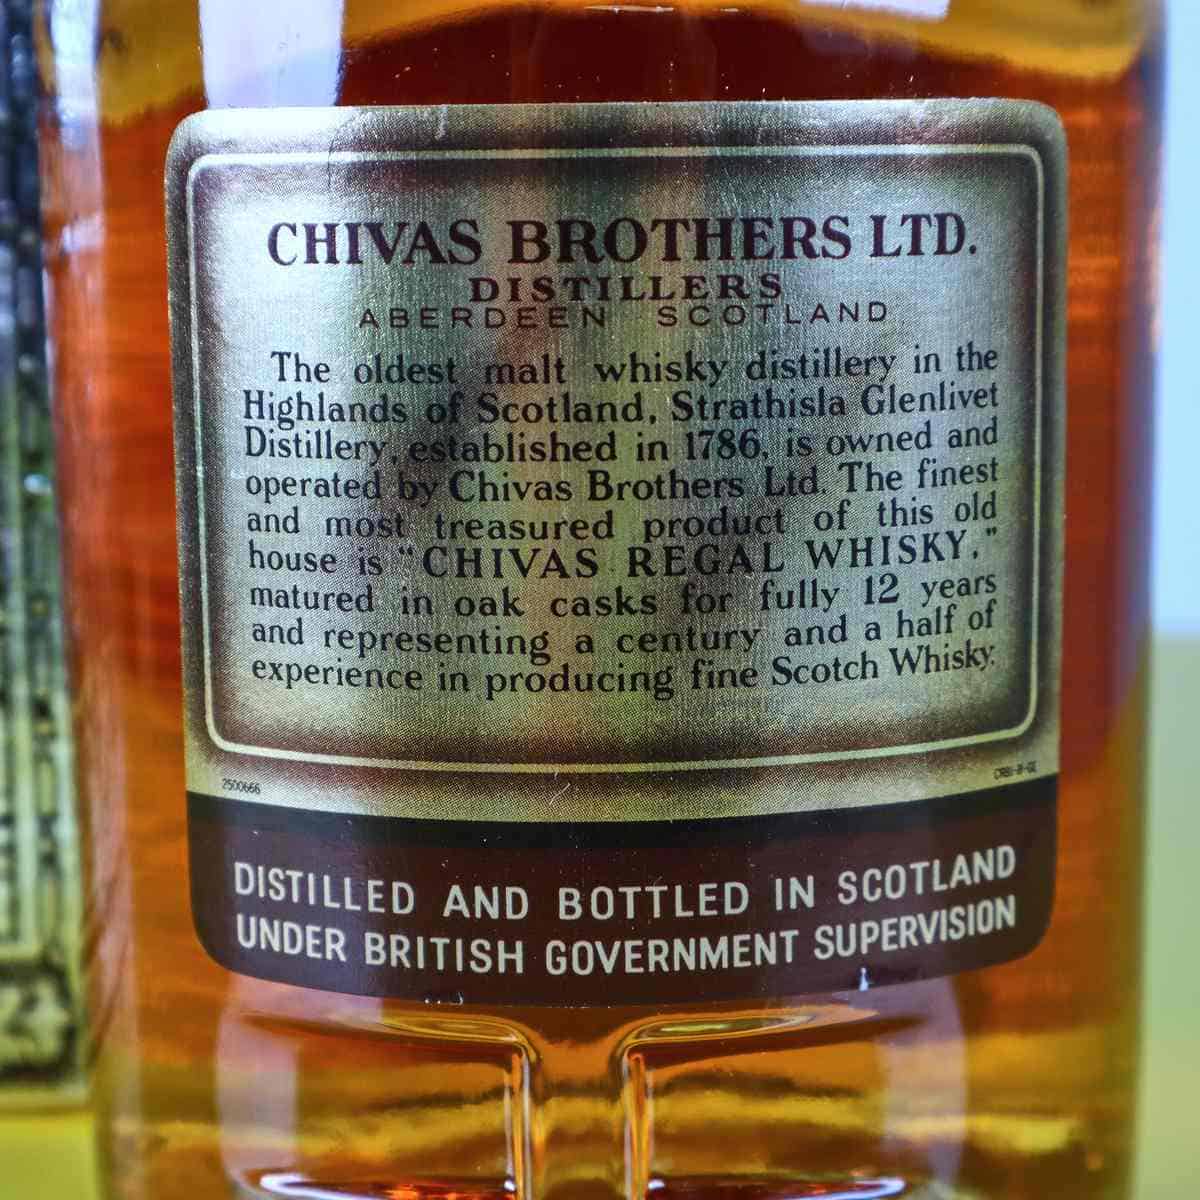 CHIVAS BROTHERS LTD.
DISTILLERS
ABERDEEN SCOTLAND
The oldest malt whisky distillery in the
Highlands of Scotland, Strathisla Glenlivet
Distillery, established in 1786, is owned and
operated by Chivas Brothers Ltd. The finest
and most treasured product of this old
house is "CHIVAS REGAL WHISKY,"
matured in oak casks for fully 12 years
and representing a century and a half of
experience in producing fine Scotch Whisky.
2500666
DISTILLED AND BOTTLED IN SCOTLAND
UNDER BRITISH GOVERNMENT SUPERVISION